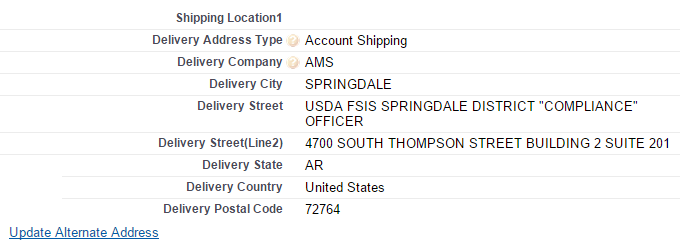 Shipping Location1
Delivery Address Type ? Account Shipping
Delivery Company ? AMS
Delivery City SPRINGDALE
Delivery Street USDA FSIS SPRINGDALE DISTRICT "COMPLIANCE"
OFFICER
Delivery Street(Line2) 4700 SOUTH THOMPSON STREET BUILDING 2 SUITE 201
Delivery State AR
Delivery Country United States
Delivery Postal Code 72764
Update Alternate Address